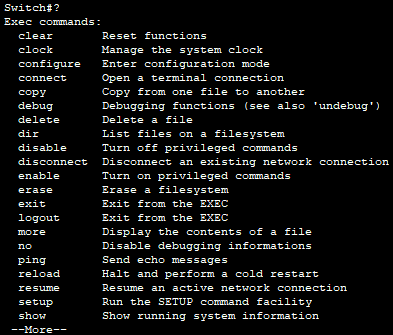 Switch#?
Exec commands:
clear Reset functions
clock Manage the system clock
configure Enter configuration mode
connect Open a terminal connection
copy Copy from one file to another
debug Debugging functions (see also 'undebug')
delete Delete a file
dir List files on a filesystem
disable Turn off privileged commands
disconnect Disconnect an existing network connection
enable Turn on privileged commands
erase Erase a filesystem
exit Exit from the EXEC
logout Exit from the EXEC
more Display the contents of a file
no Disable debugging informations
ping Send echo messages
reload Halt and perform a cold restart
resume Resume an active network connection
setup Run the SETUP command facility
show Show running system information
--More--